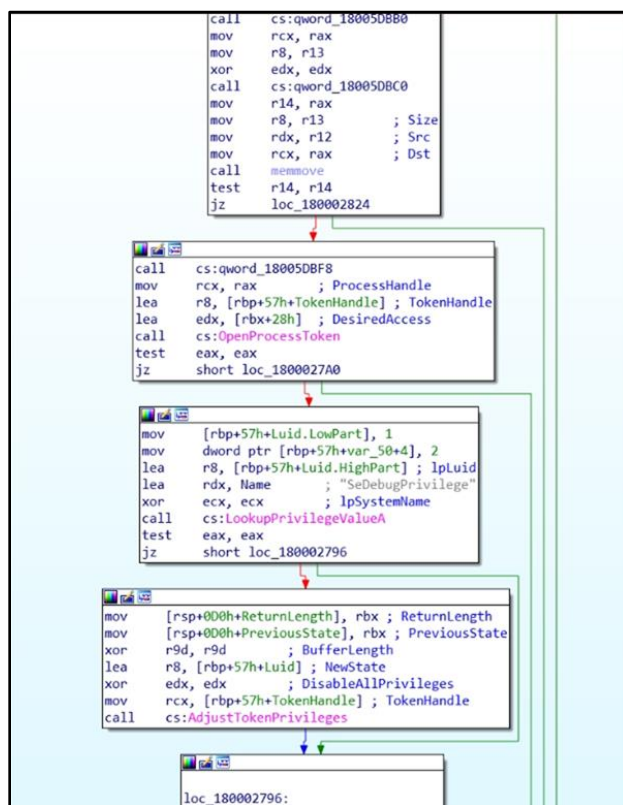 call cs:qword_18005DBB0
mov rcx, rax
mov r8, r13
xor edx, edx
call cs:qword_18005DBC0
mov r14, rax
mov r8, r13 ; Size
mov rdx, r12 ; Src
mov rcx, rax ; Dst
call memmove
test r14, r14
jz loc_180002824
call cs:qword_18005DBF8
mov rcx, rax ; ProcessHandle
lea r8, [rbp+57h+TokenHandle] ; TokenHandle
lea edx, [rbx+28h] ; DesiredAccess
call cs:OpenProcessToken
test eax, eax
jz short loc_1800027A0
mov [rbp+57h+Luid.LowPart], 1
mov dword ptr [rbp+57h+var_50+4], 2
lea r8, [rbp+57h+Luid.HighPart] ; lpLuid
lea rdx, Name ; "SeDebugPrivilege"
xor ecx, ecx ; lpSystemName
call cs:LookupPrivilegeValueA
test eax, eax
jz short loc_180002796
mov [rsp+0D0h+ReturnLength], rbx ; ReturnLength
mov [rsp+0D0h+PreviousState], rbx ; PreviousState
xor r9d, r9d ; BufferLength
lea r8, [rbp+57h+Luid] ; NewState
xor edx, edx ; DisableAllPrivileges
mov rcx, [rbp+57h+TokenHandle] ; TokenHandle
call cs:AdjustTokenPrivileges
loc_180002796: